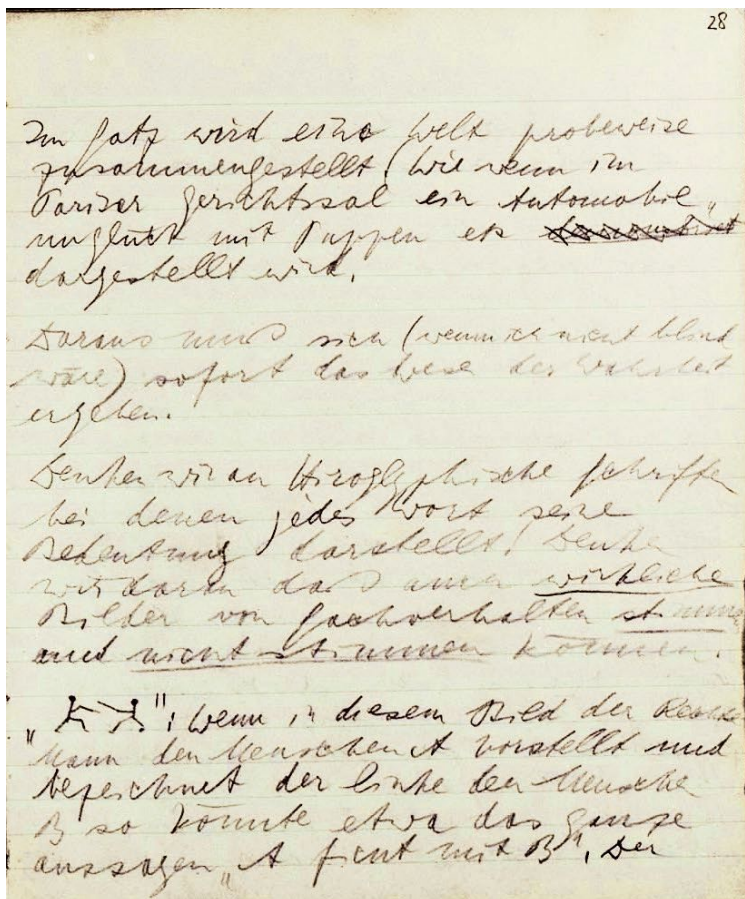 28
Im Satz wird eine Welt probeweise
zusammengestellt. (Wie wenn im
Pariser Gerichtssal ein Automobil„
unglück mit Puppen etc
dargestellt wird.
Daraus muß sich (wenn ich nicht blind
wäre) sofort das Wesen der Wahrheit
ergeben.
Denken wir an Hiroglyphische Schriften
bei denen jedes Wort seine
Bedeutung darstellt! Denken
wir daran daß auch wirkliche
Bilder von Sachverhalten stimmen
und nicht stimmen können.
„ ": Wenn in diesem Bild der Rechte
Mann den Menschen A vorstellt und
bezeichnet der linke den Menschen
B so könnte etwa das ganze
aussagen „A ficht mit B". Der